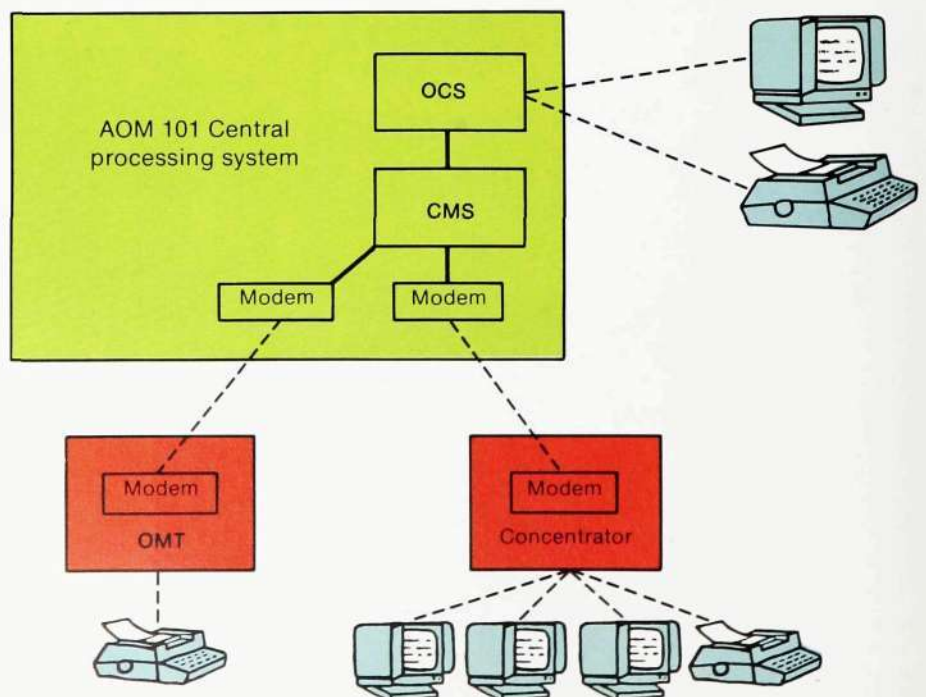 OCS
AOM 101 Central
processing system
CMS
Modem
Modem
Modem
OMT
Modem
Concentrator